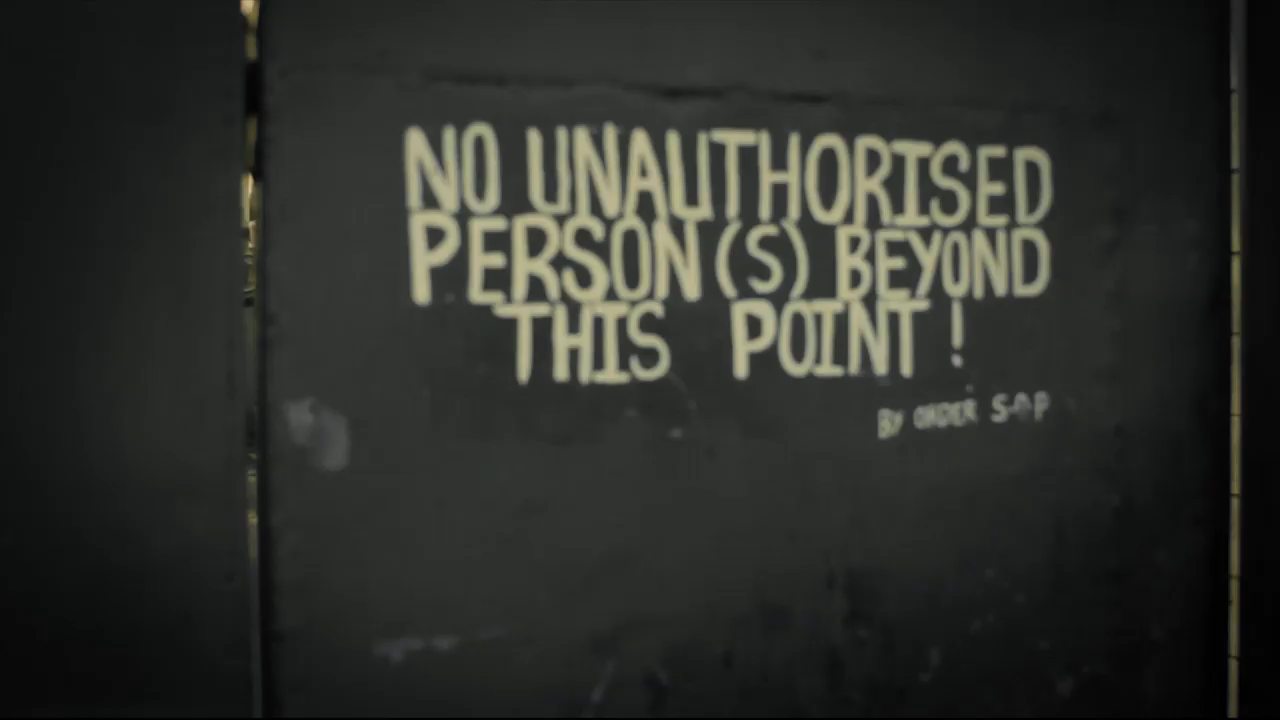 NO UNAUTHORISED
PERSON(S) BEYOND
THIS POINT !
BY ORDER S-O-P